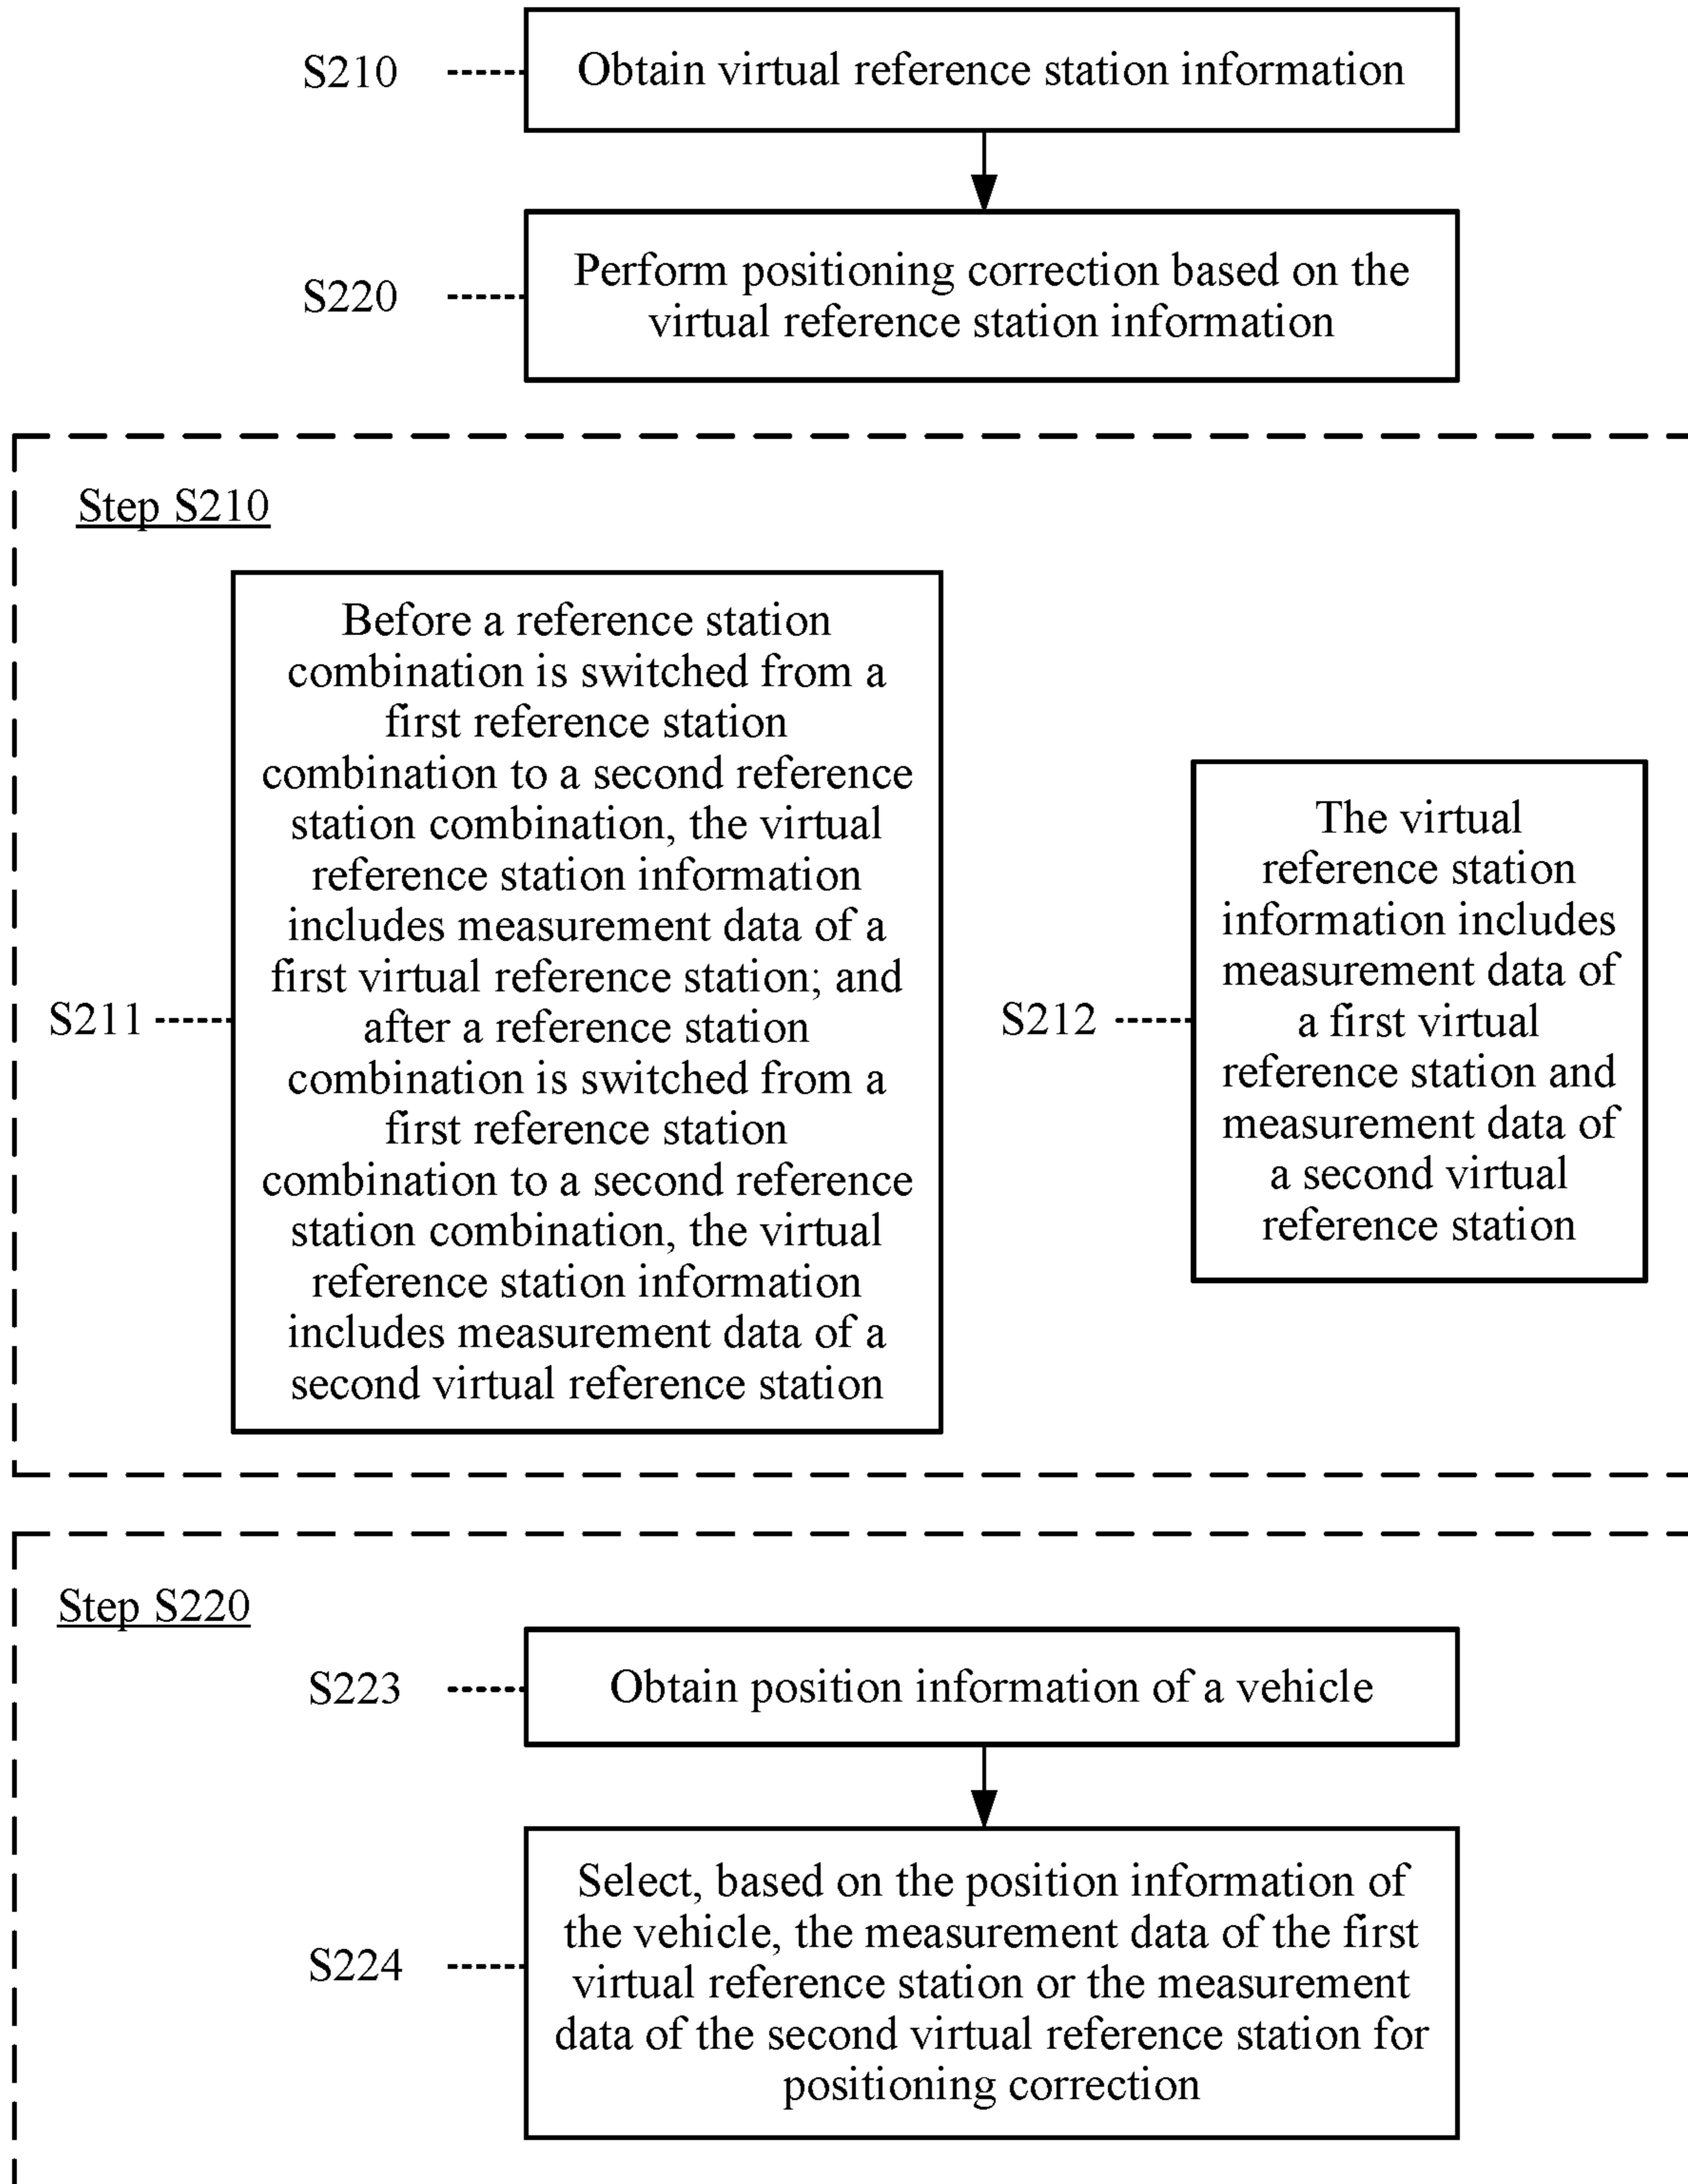 S210
Obtain virtual reference station information
S220
Perform positioning correction based on the
virtual reference station information
Step S210
S211
Before a reference station
combination is switched from a
first reference station
combination to a second reference
station combination, the virtual
reference station information
includes measurement data of a
first virtual reference station; and
after a reference station
combination is switched from a
first reference station
combination to a second reference
station combination, the virtual
reference station information
includes measurement data of a
second virtual reference station
S212
The virtual
reference station
information includes
measurement data of
a first virtual
reference station and
measurement data of
a second virtual
reference station
Step S220
S223
Obtain position information of a vehicle
S224
Select, based on the position information of
the vehicle, the measurement data of the first
virtual reference station or the measurement
data of the second virtual reference station for
positioning correction